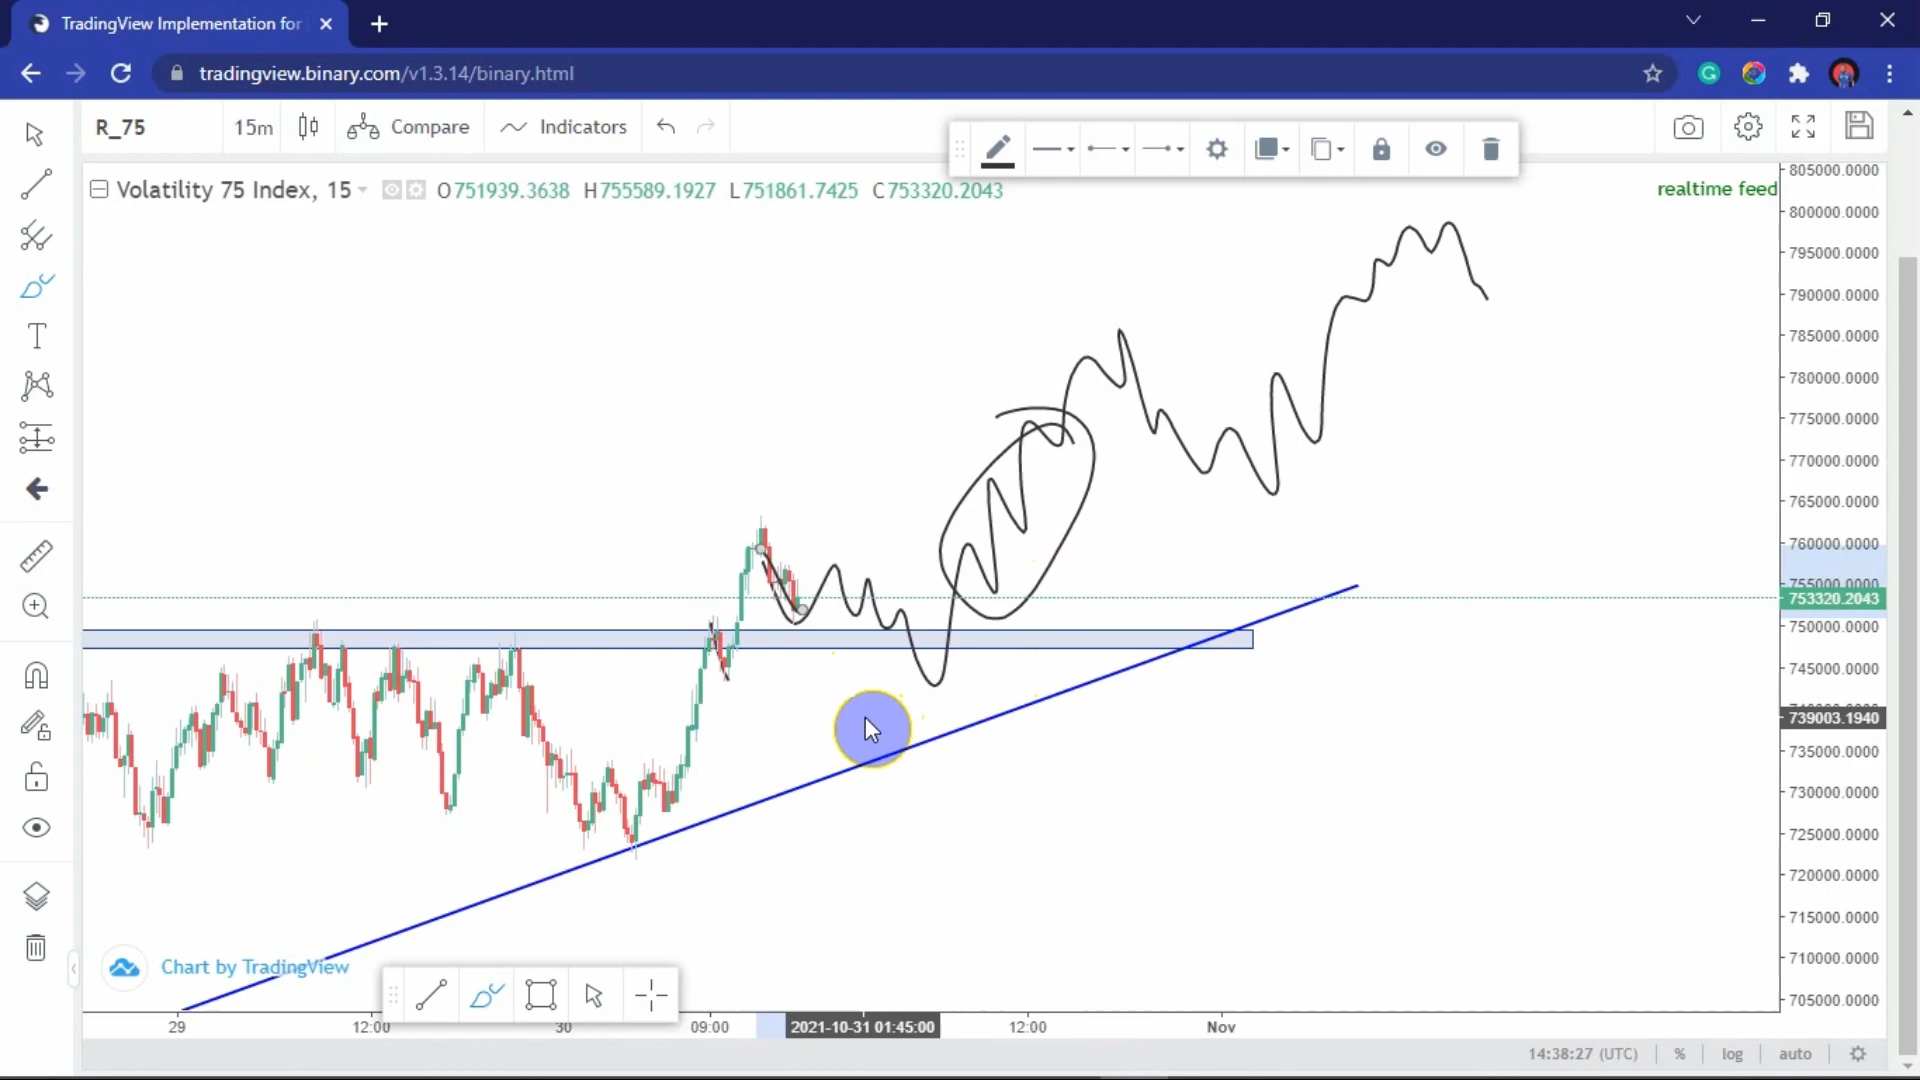 TradingView Implementation for
tradingview.binary.com/v1.3.14/binary.html
R_75
15m
Compare
Indicators
Volatility 75 Index, 15
O751939.3638 H755589.1927 L751861.7425 C753320.2043
realtime feed
805000.0000
800000.0000
795000.0000
790000.0000
785000.0000
780000.0000
775000.0000
770000.0000
765000.0000
760000.0000
755000.0000
753320.2043
750000.0000
745000.0000
739003.1940
735000.0000
730000.0000
725000.0000
720000.0000
715000.0000
710000.0000
705000.0000
Chart by TradingView
29
12:00
30
09:00
2021-10-31 01:45:00
12:00
Nov
14:38:27 (UTC)
%
log
auto